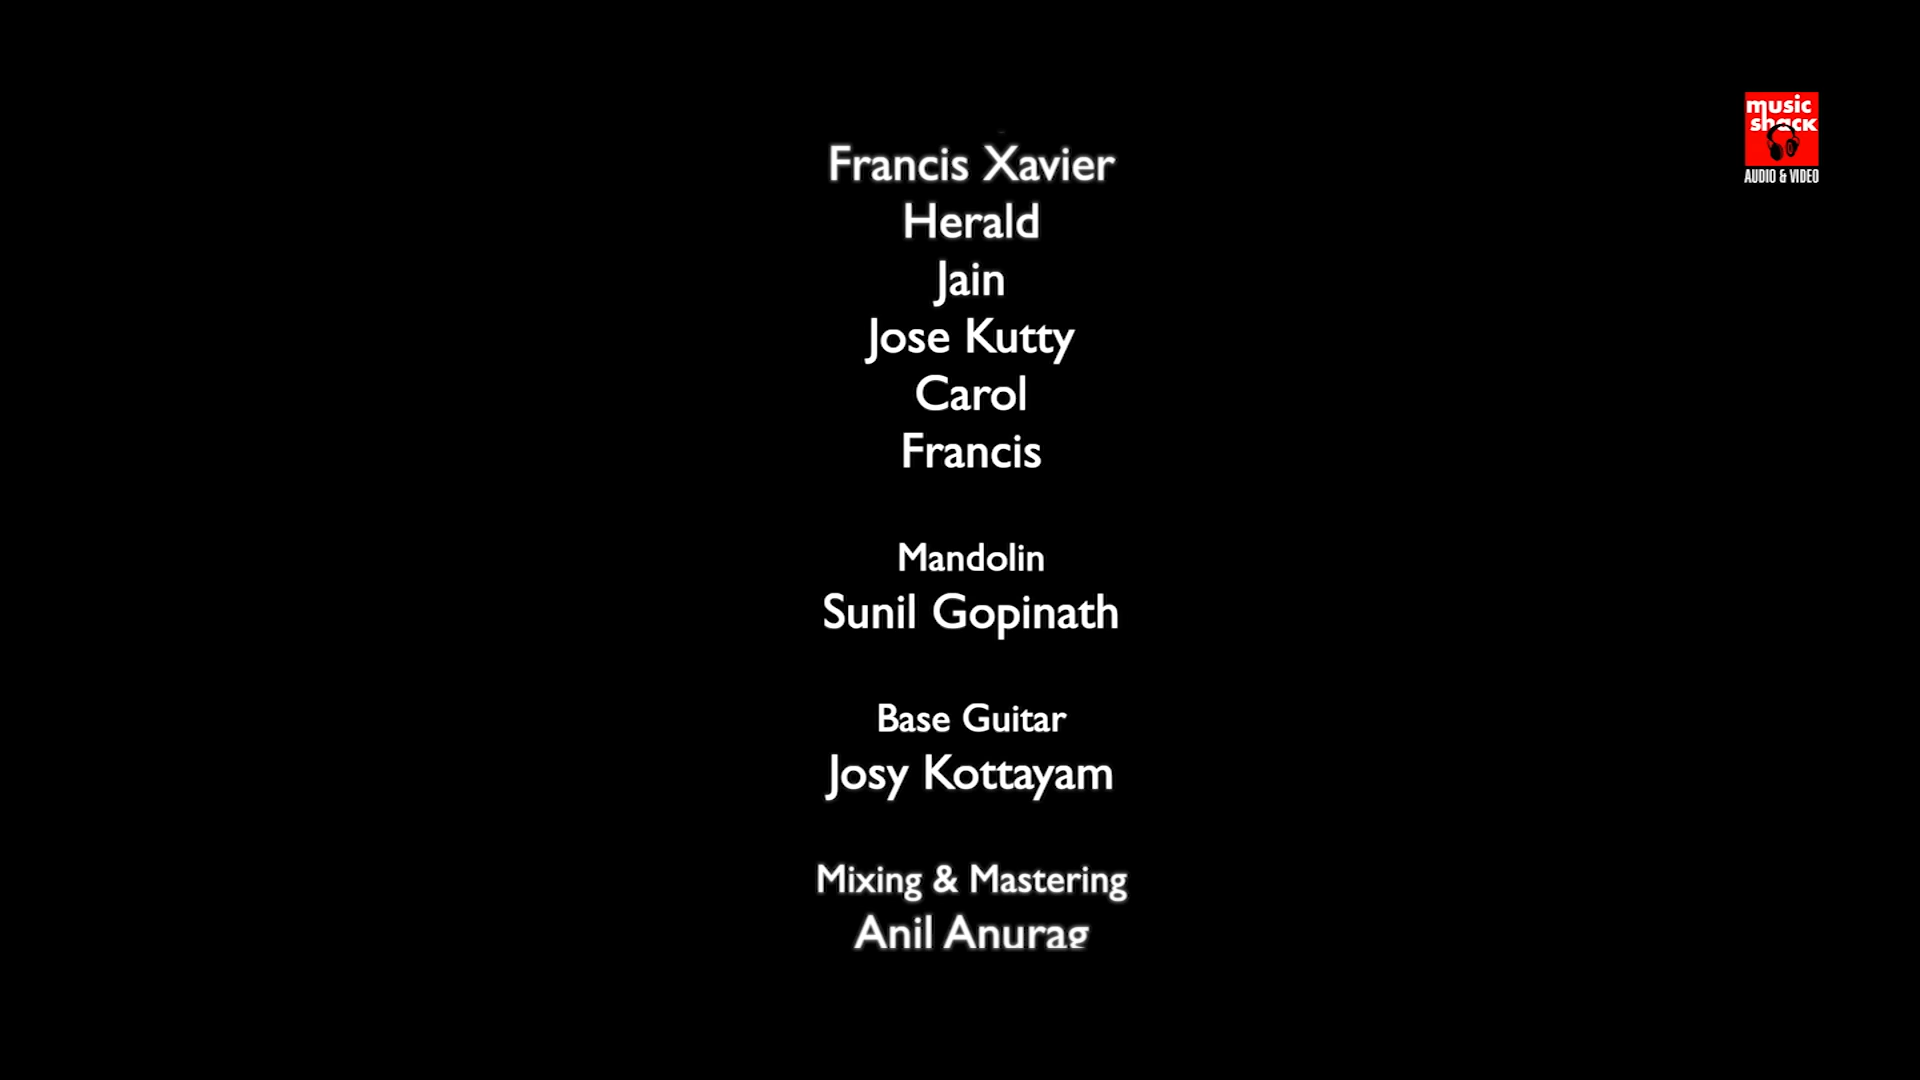 Francis Xavier
Herald
Jain
Jose Kutty
Carol
Francis
Mandolin
Sunil Gopinath
Base Guitar
Josy Kottayam
Mixing & Mastering
Anil Anurag
music
shack
AUDIO & VIDEO